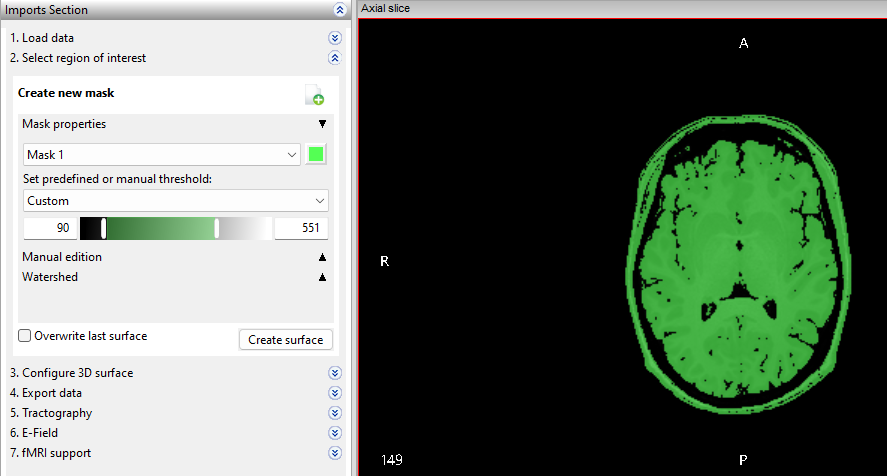 Imports Section
1. Load data
2. Select region of interest
Create new mask
Mask properties
Mask 1
Set predefined or manual threshold:
Custom
90
551
Manual edition
Watershed
Overwrite last surface
Create surface
3. Configure 3D surface
4. Export data
5. Tractography
6. E-Field
7. fMRI support
Axial slice
A
R
149
P